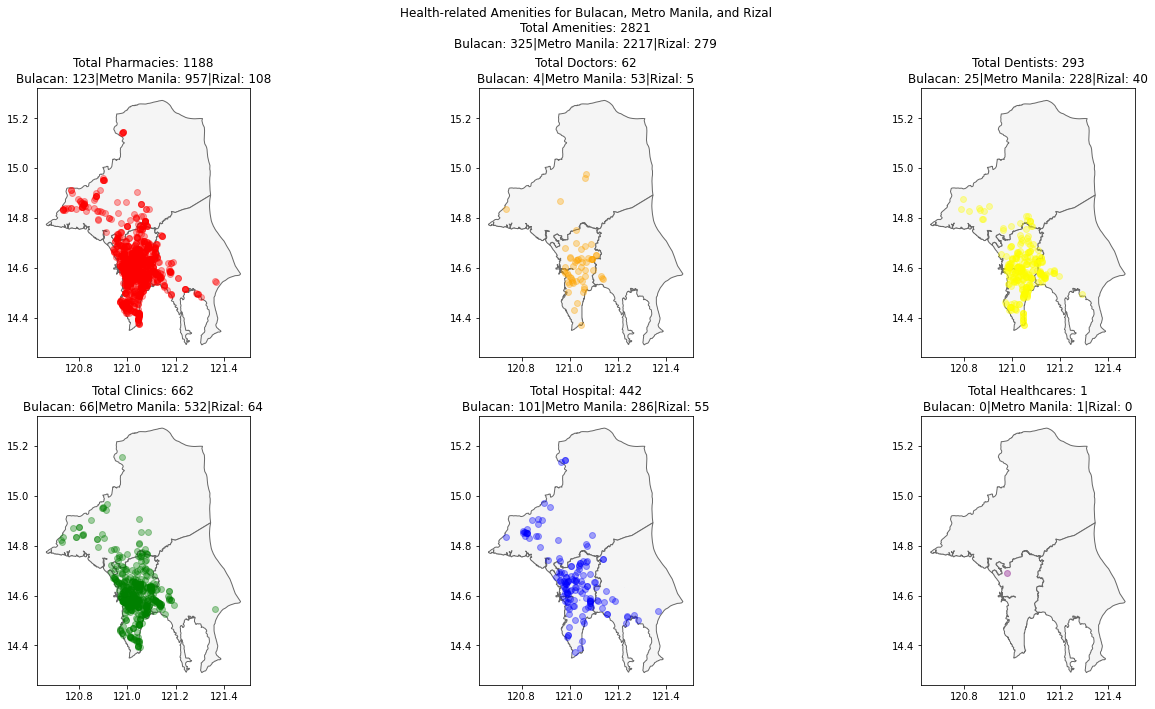 Health-related Amenities for Bulacan, Metro Manila, and Rizal
Total Amenities: 2821
Bulacan: 325|Metro Manila: 2217|Rizal: 279
Total Pharmacies: 1188
Bulacan: 123|Metro Manila: 957|Rizal: 108
15.2
15.0
14.8
14.6
14.4
120.8 121.0 121.2 121.4
Total Doctors: 62
Bulacan: 4|Metro Manila: 53|Rizal: 5
15.2
15.0
14.8
14.6
14.4
120.8 121.0 121.2 121.4
Total Dentists: 293
Bulacan: 25|Metro Manila: 228|Rizal: 40
15.2
15.0
14.8
14.6
14.4
120.8 121.0 121.2 121.4
Total Clinics: 662
Bulacan: 66|Metro Manila: 532|Rizal: 64
15.2
15.0
14.8
14.6
14.4
120.8 121.0 121.2 121.4
Total Hospital: 442
Bulacan: 101|Metro Manila: 286|Rizal: 55
15.2
15.0
14.8
14.6
14.4
120.8 121.0 121.2 121.4
Total Healthcares: 1
Bulacan: 0|Metro Manila: 1|Rizal: 0
15.2
15.0
14.8
14.6
14.4
120.8 121.0 121.2 121.4